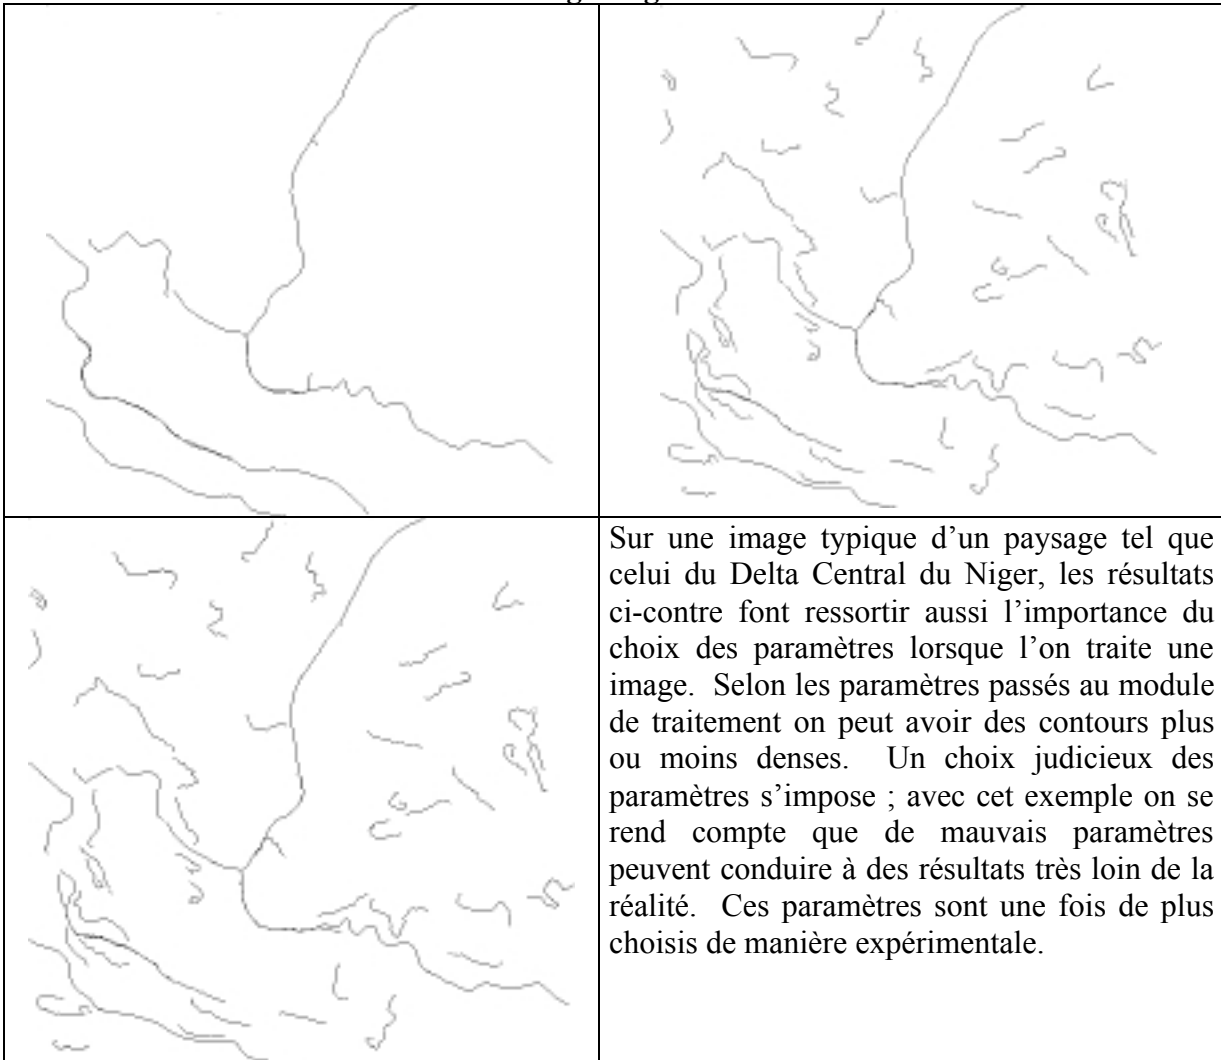 Sur une image typique d’un paysage tel que
celui du Delta Central du Niger, les résultats
ci-contre font ressortir aussi l’importance du
choix des paramètres lorsque l’on traite une
image. Selon les paramètres passés au module
de traitement on peut avoir des contours plus
ou moins denses. Un choix judicieux des
paramètres s’impose ; avec cet exemple on se
rend compte que de mauvais paramètres
peuvent conduire à des résultats très loin de la
réalité. Ces paramètres sont une fois de plus
choisis de manière expérimentale.